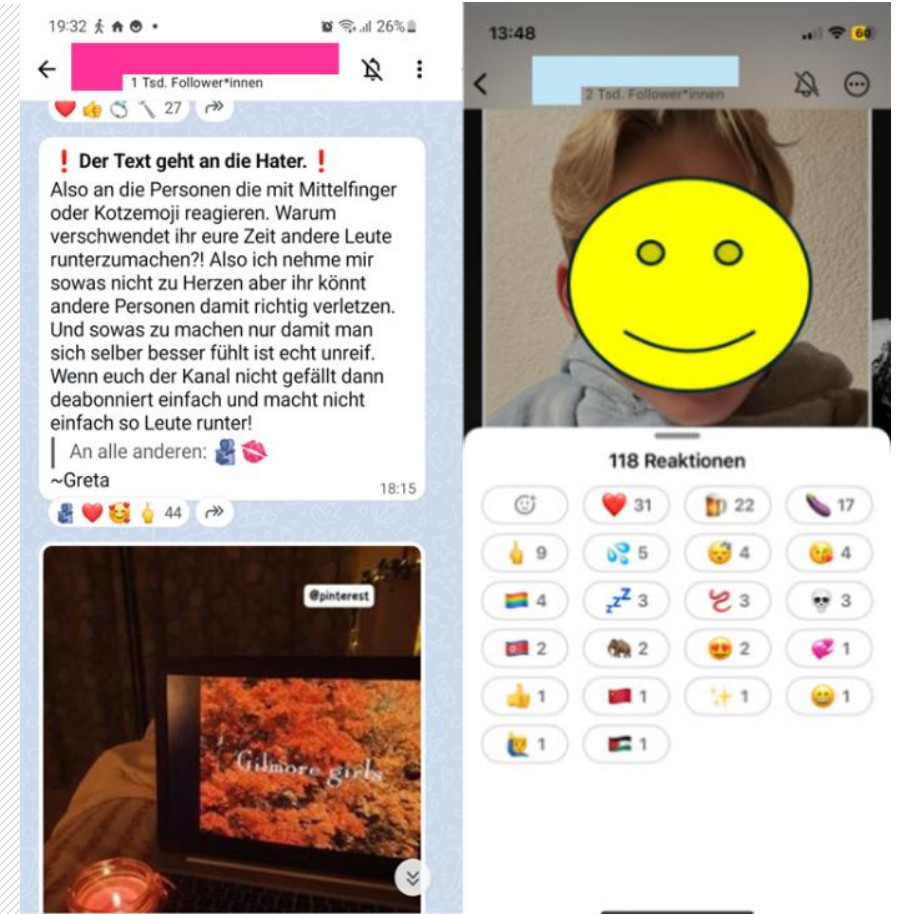 19:32
26%
1 Tsd. Follower*innen
27
❗ Der Text geht an die Hater. ❗
Also an die Personen die mit Mittelfinger
oder Kotzemoji reagieren. Warum
verschwendet ihr eure Zeit andere Leute
runterzumachen?! Also ich nehme mir
sowas nicht zu Herzen aber ihr könnt
andere Personen damit richtig verletzen.
Und sowas zu machen nur damit man
sich selber besser fühlt ist echt unreif.
Wenn euch der Kanal nicht gefällt dann
deabonniert einfach und macht nicht
einfach so Leute runter!
An alle anderen: 🫂 💋
~Greta
18:15
44
@pinterest
Gilmore girls
13:48
60
2 Tsd. Follower*innen
118 Reaktionen
❤️ 31 🍺 22 🍆 17
🖕 9 💦 5 😴 4 😘 4
🏳️‍🌈 4 💤 3 🪱 3 💀 3
🇰🇵 2 🦣 2 😍 2 💞 1
👍 1 🇨🇳 1 ✨ 1 😄 1
🙋‍♂️ 1 🇵🇸 1